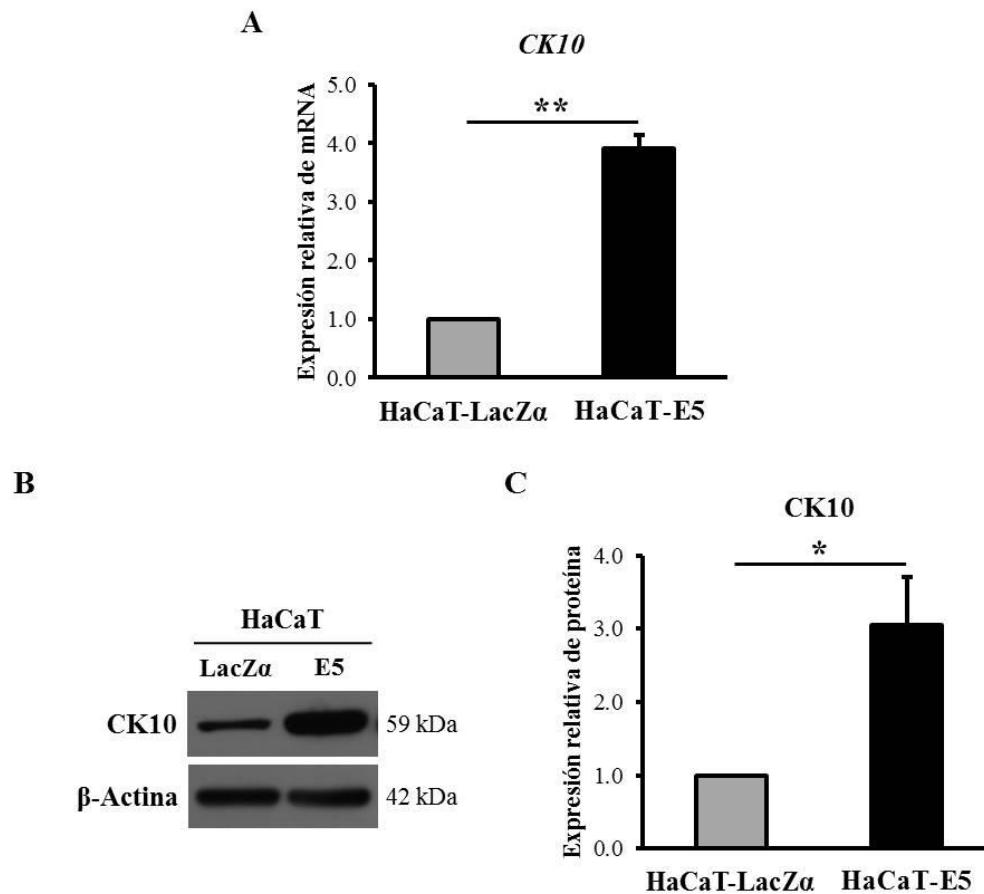 A
CK10
Expresión relativa de mRNA
5.0
4.0
3.0
2.0
1.0
0.0
**
HaCaT-LacZα
HaCaT-E5
B
HaCaT
LacZα E5
CK10 59 kDa
β-Actina 42 kDa
C
CK10
Expresión relativa de proteína
4.0
3.0
2.0
1.0
0.0
*
HaCaT-LacZα
HaCaT-E5